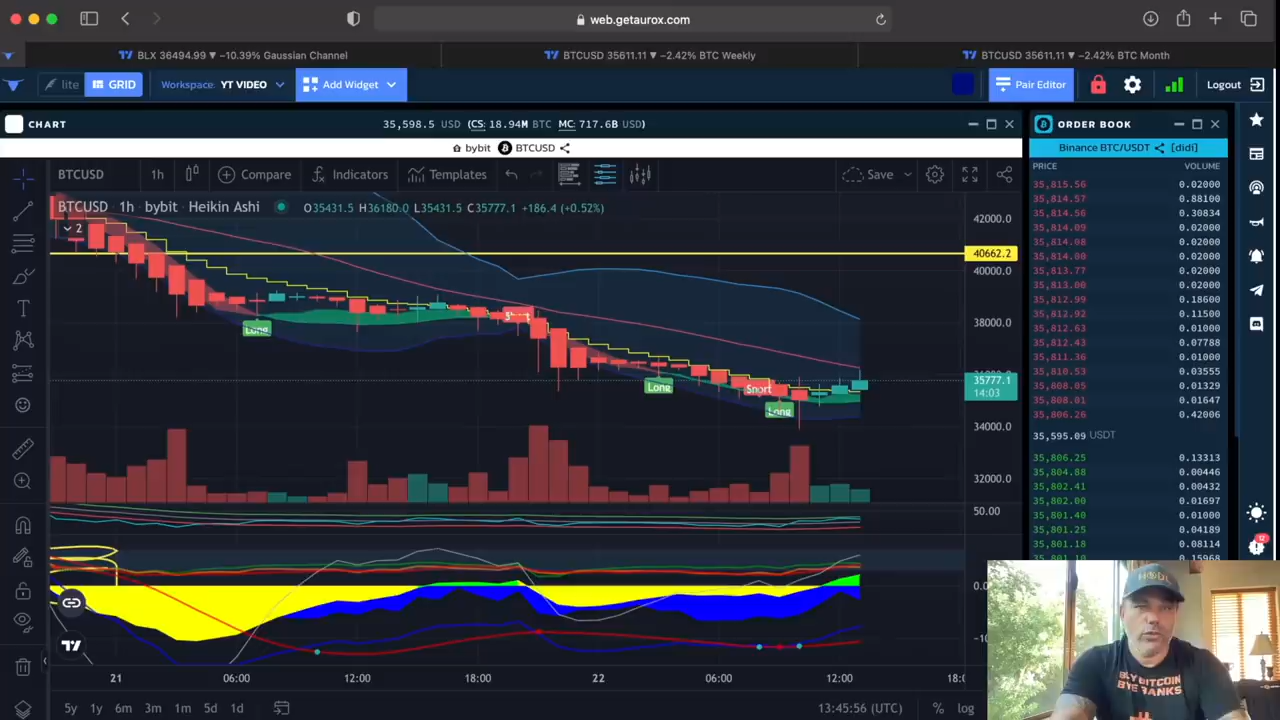 web.getaurox.com
BLX 36494.99 ▼ −10.39% Gaussian Channel
BTCUSD 35611.11 ▼ −2.42% BTC Weekly
BTCUSD 35611.11 ▼ −2.42% BTC Month
lite
GRID
Workspace: YT VIDEO
Add Widget
Pair Editor
Logout
CHART
35,598.5 USD (CS: 18.94M BTC MC: 717.6B USD)
ORDER BOOK
bybit BTCUSD
Binance BTC/USDT [didi]
BTCUSD
1h
Compare
Indicators
Templates
Save
BTCUSD · 1h · bybit · Heikin Ashi
O35431.5 H36180.0 L35431.5 C35777.1 +186.4 (+0.52%)
2
Long
Short
Long
Short
Long
42000.0
40662.2
40000.0
38000.0
35777.1
14:03
34000.0
32000.0
50.00
21
06:00
12:00
18:00
22
06:00
12:00
5y
1y
6m
3m
1m
5d
1d
13:45:56 (UTC)
%
log
PRICE VOLUME
35,815.56 0.02000
35,814.57 0.88100
35,814.56 0.30834
35,814.09 0.02000
35,814.08 0.02000
35,814.00 0.02000
35,813.77 0.02000
35,813.00 0.02000
35,812.99 0.18600
35,812.92 0.11500
35,812.63 0.01000
35,812.43 0.07788
35,811.36 0.01000
35,810.53 0.03555
35,808.05 0.01329
35,808.01 0.01647
35,806.26 0.42006
35,595.09 USDT
35,806.25 0.13313
35,804.88 0.00446
35,802.41 0.00432
35,802.00 0.01697
35,801.40 0.01000
35,801.25 0.04189
35,801.18 0.08114
35,801.10 0.15968
12
BUY BITCOIN
BYE BANKS